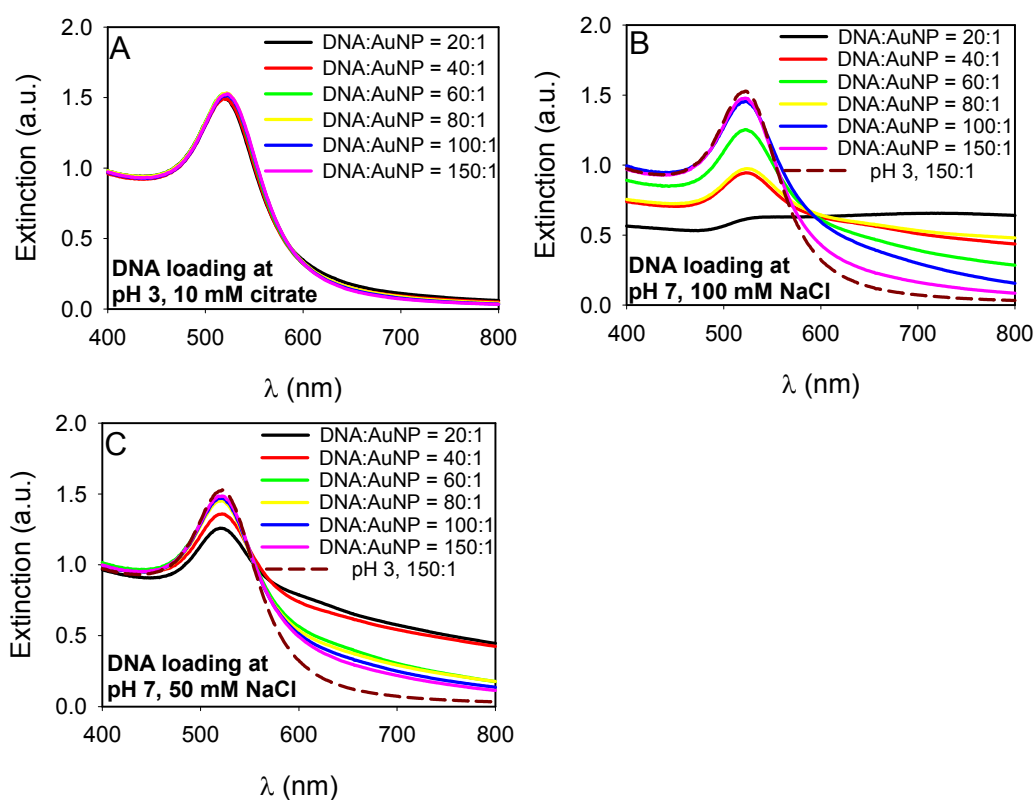 A
2.0
1.5
1.0
0.5
0.0
Extinction (a.u.)
DNA:AuNP = 20:1
DNA:AuNP = 40:1
DNA:AuNP = 60:1
DNA:AuNP = 80:1
DNA:AuNP = 100:1
DNA:AuNP = 150:1
DNA loading at
pH 3, 10 mM citrate
400 500 600 700 800
λ (nm)
B
2.0
1.5
1.0
0.5
0.0
Extinction (a.u.)
DNA:AuNP = 20:1
DNA:AuNP = 40:1
DNA:AuNP = 60:1
DNA:AuNP = 80:1
DNA:AuNP = 100:1
DNA:AuNP = 150:1
pH 3, 150:1
DNA loading at
pH 7, 100 mM NaCl
400 500 600 700 800
λ (nm)
C
2.0
1.5
1.0
0.5
0.0
Extinction (a.u.)
DNA:AuNP = 20:1
DNA:AuNP = 40:1
DNA:AuNP = 60:1
DNA:AuNP = 80:1
DNA:AuNP = 100:1
DNA:AuNP = 150:1
pH 3, 150:1
DNA loading at
pH 7, 50 mM NaCl
400 500 600 700 800
λ (nm)